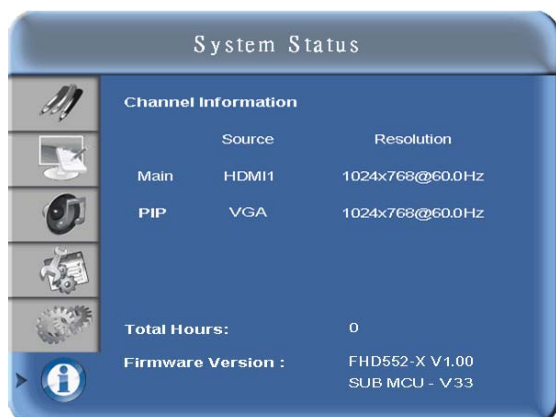 System Status
Channel Information
Source Resolution
Main HDMI1 1024x768@60.0Hz
PIP VGA 1024x768@60.0Hz
Total Hours: 0
Firmware Version : FHD552-X V1.00
SUB MCU - V33